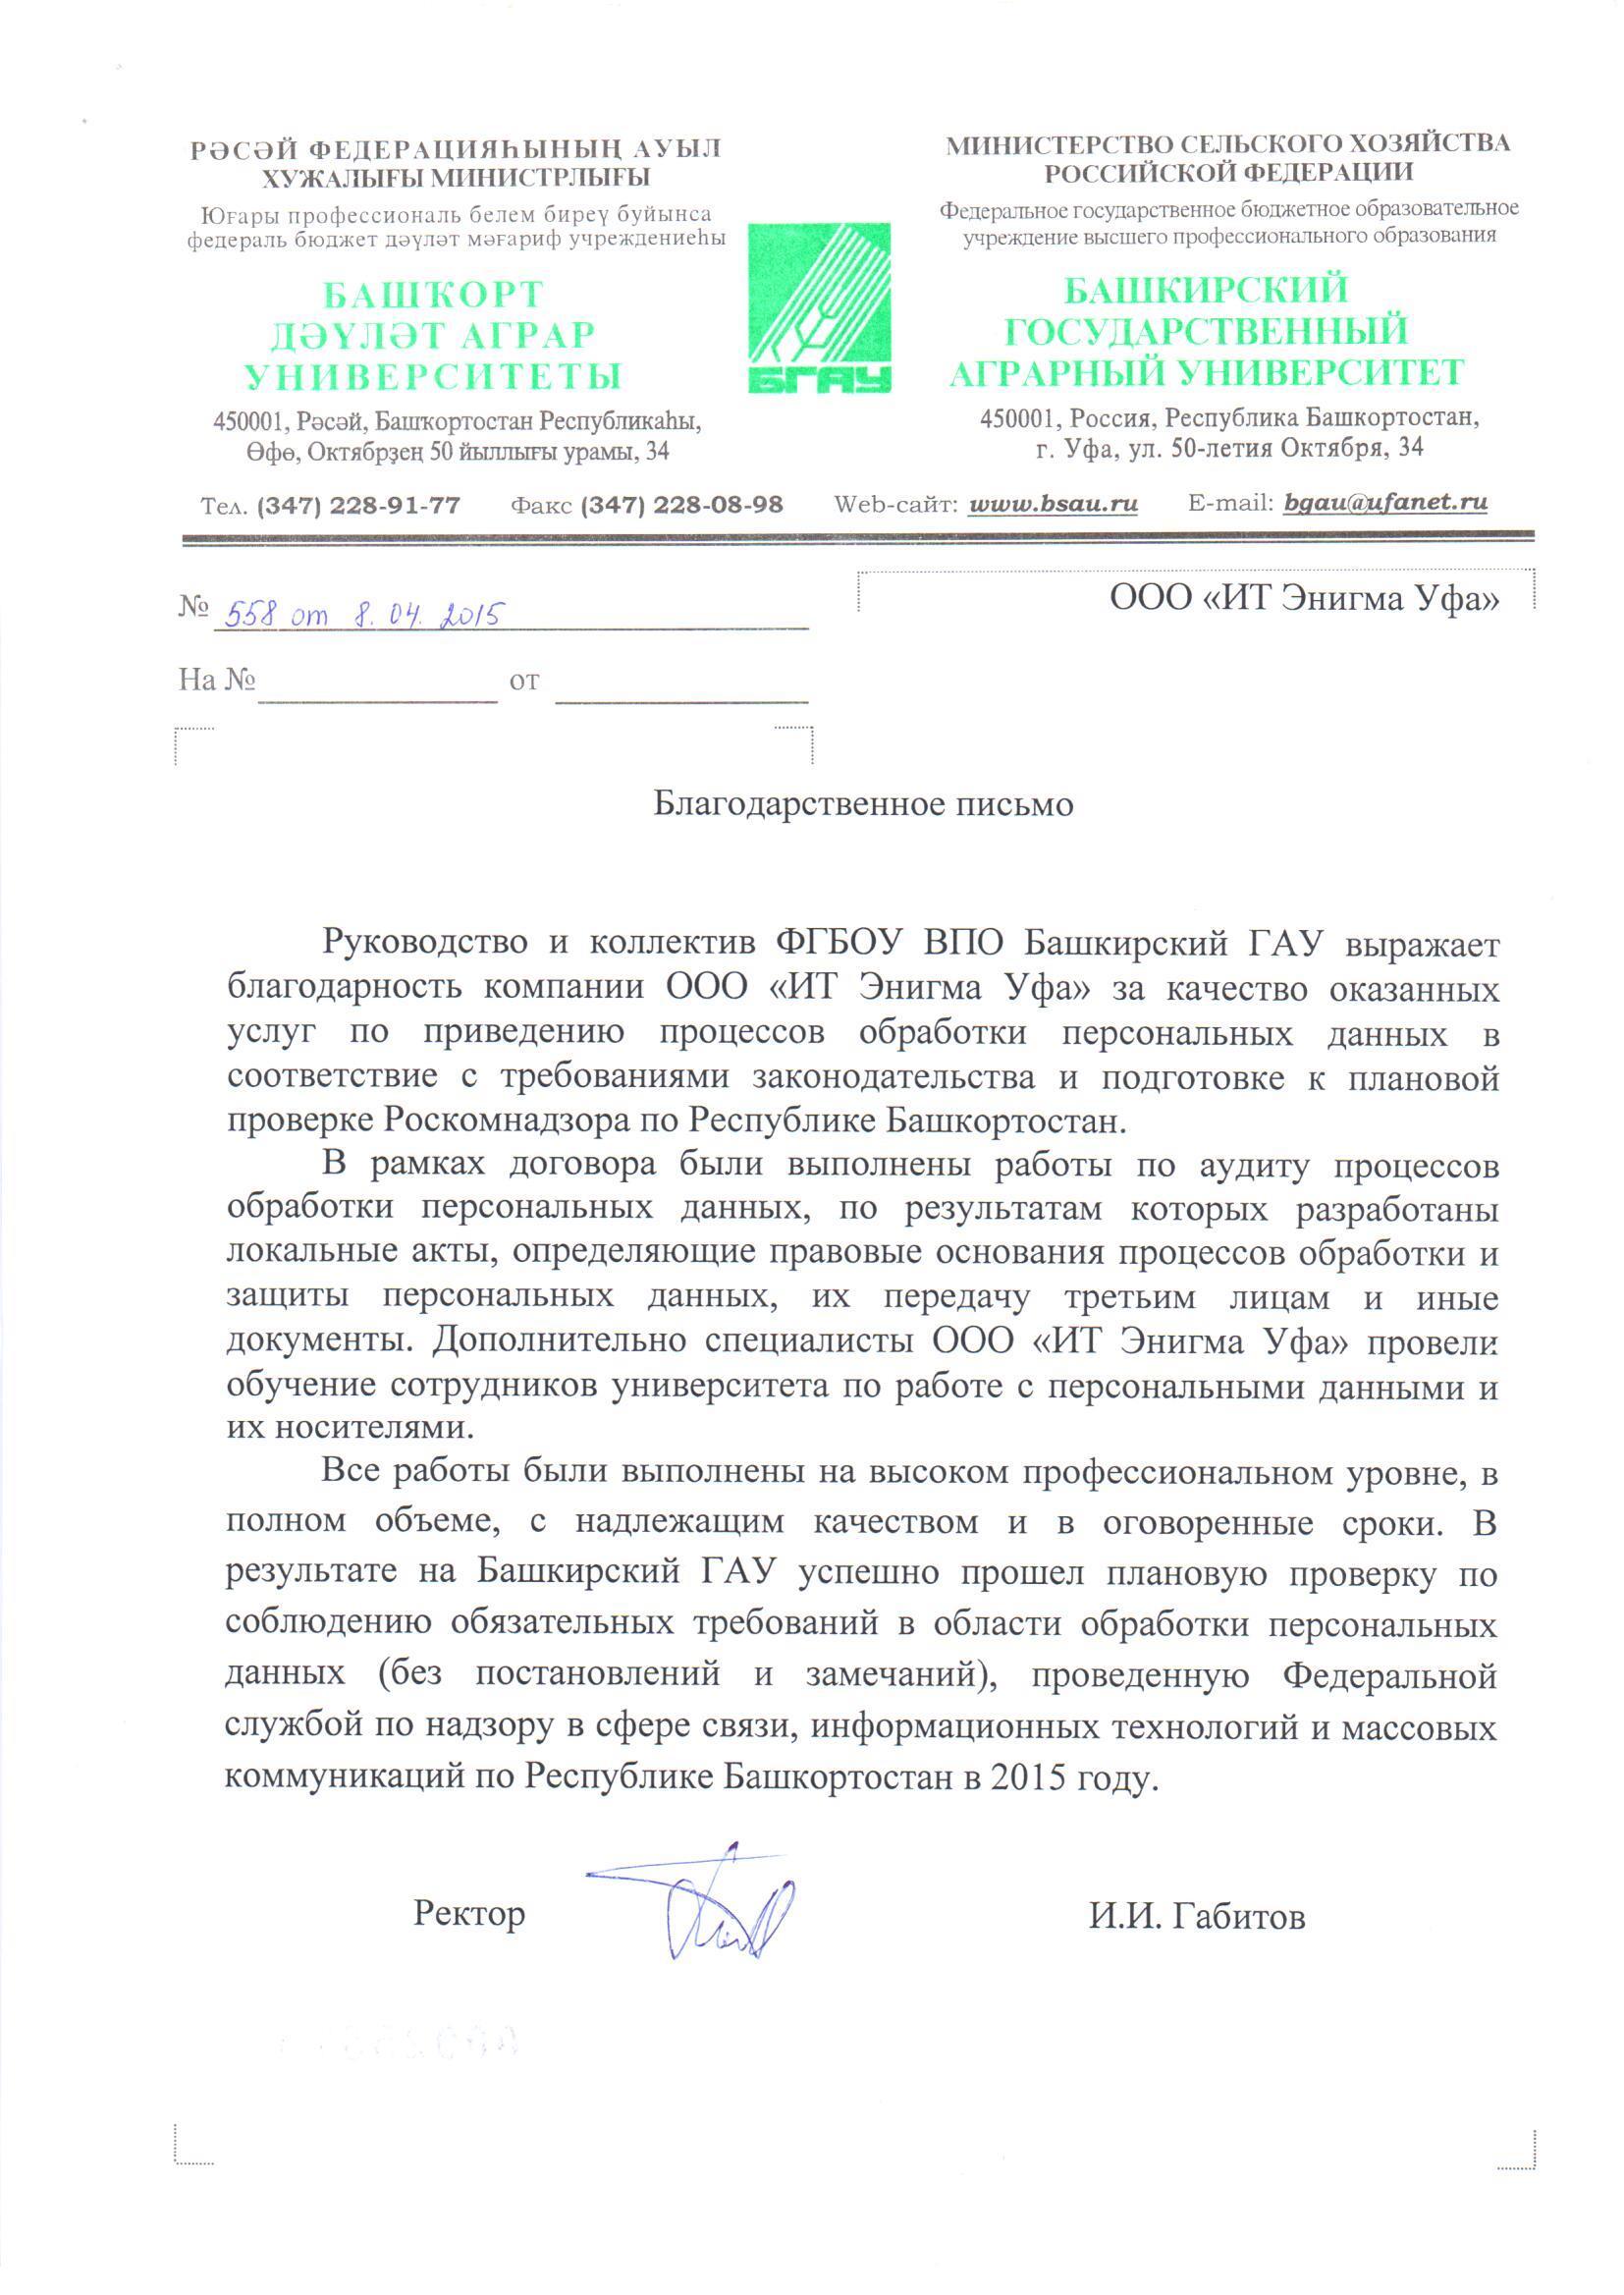 РӘСӘЙ ФЕДЕРАЦИЯҺЫНЫҢ АУЫЛ
ХУЖАЛЫҒЫ МИНИСТРЛЫҒЫ
Юғары профессиональ белем биреү буйынса
федераль бюджет дәүләт мәғариф учреждениеһы
БАШҠОРТ
ДӘҮЛӘТ АГРАР
УНИВЕРСИТЕТЫ
450001, Рәсәй, Башҡортостан Республикаһы,
Өфө, Октябрҙең 50 йыллығы урамы, 34
БГАУ
МИНИСТЕРСТВО СЕЛЬСКОГО ХОЗЯЙСТВА
РОССИЙСКОЙ ФЕДЕРАЦИИ
Федеральное государственное бюджетное образовательное
учреждение высшего профессионального образования
БАШКИРСКИЙ
ГОСУДАРСТВЕННЫЙ
АГРАРНЫЙ УНИВЕРСИТЕТ
450001, Россия, Республика Башкортостан,
г. Уфа, ул. 50-летия Октября, 34
Тел. (347) 228-91-77 Факс (347) 228-08-98 Web-сайт: www.bsau.ru E-mail: bgau@ufanet.ru
№ 558 от 8.04.2015
На № от
ООО «ИТ Энигма Уфа»
Благодарственное письмо
Руководство и коллектив ФГБОУ ВПО Башкирский ГАУ выражает
благодарность компании ООО «ИТ Энигма Уфа» за качество оказанных
услуг по приведению процессов обработки персональных данных в
соответствие с требованиями законодательства и подготовке к плановой
проверке Роскомнадзора по Республике Башкортостан.
В рамках договора были выполнены работы по аудиту процессов
обработки персональных данных, по результатам которых разработаны
локальные акты, определяющие правовые основания процессов обработки и
защиты персональных данных, их передачу третьим лицам и иные
документы. Дополнительно специалисты ООО «ИТ Энигма Уфа» провели
обучение сотрудников университета по работе с персональными данными и
их носителями.
Все работы были выполнены на высоком профессиональном уровне, в
полном объеме, с надлежащим качеством и в оговоренные сроки. В
результате на Башкирский ГАУ успешно прошел плановую проверку по
соблюдению обязательных требований в области обработки персональных
данных (без постановлений и замечаний), проведенную Федеральной
службой по надзору в сфере связи, информационных технологий и массовых
коммуникаций по Республике Башкортостан в 2015 году.
Ректор И.И. Габитов